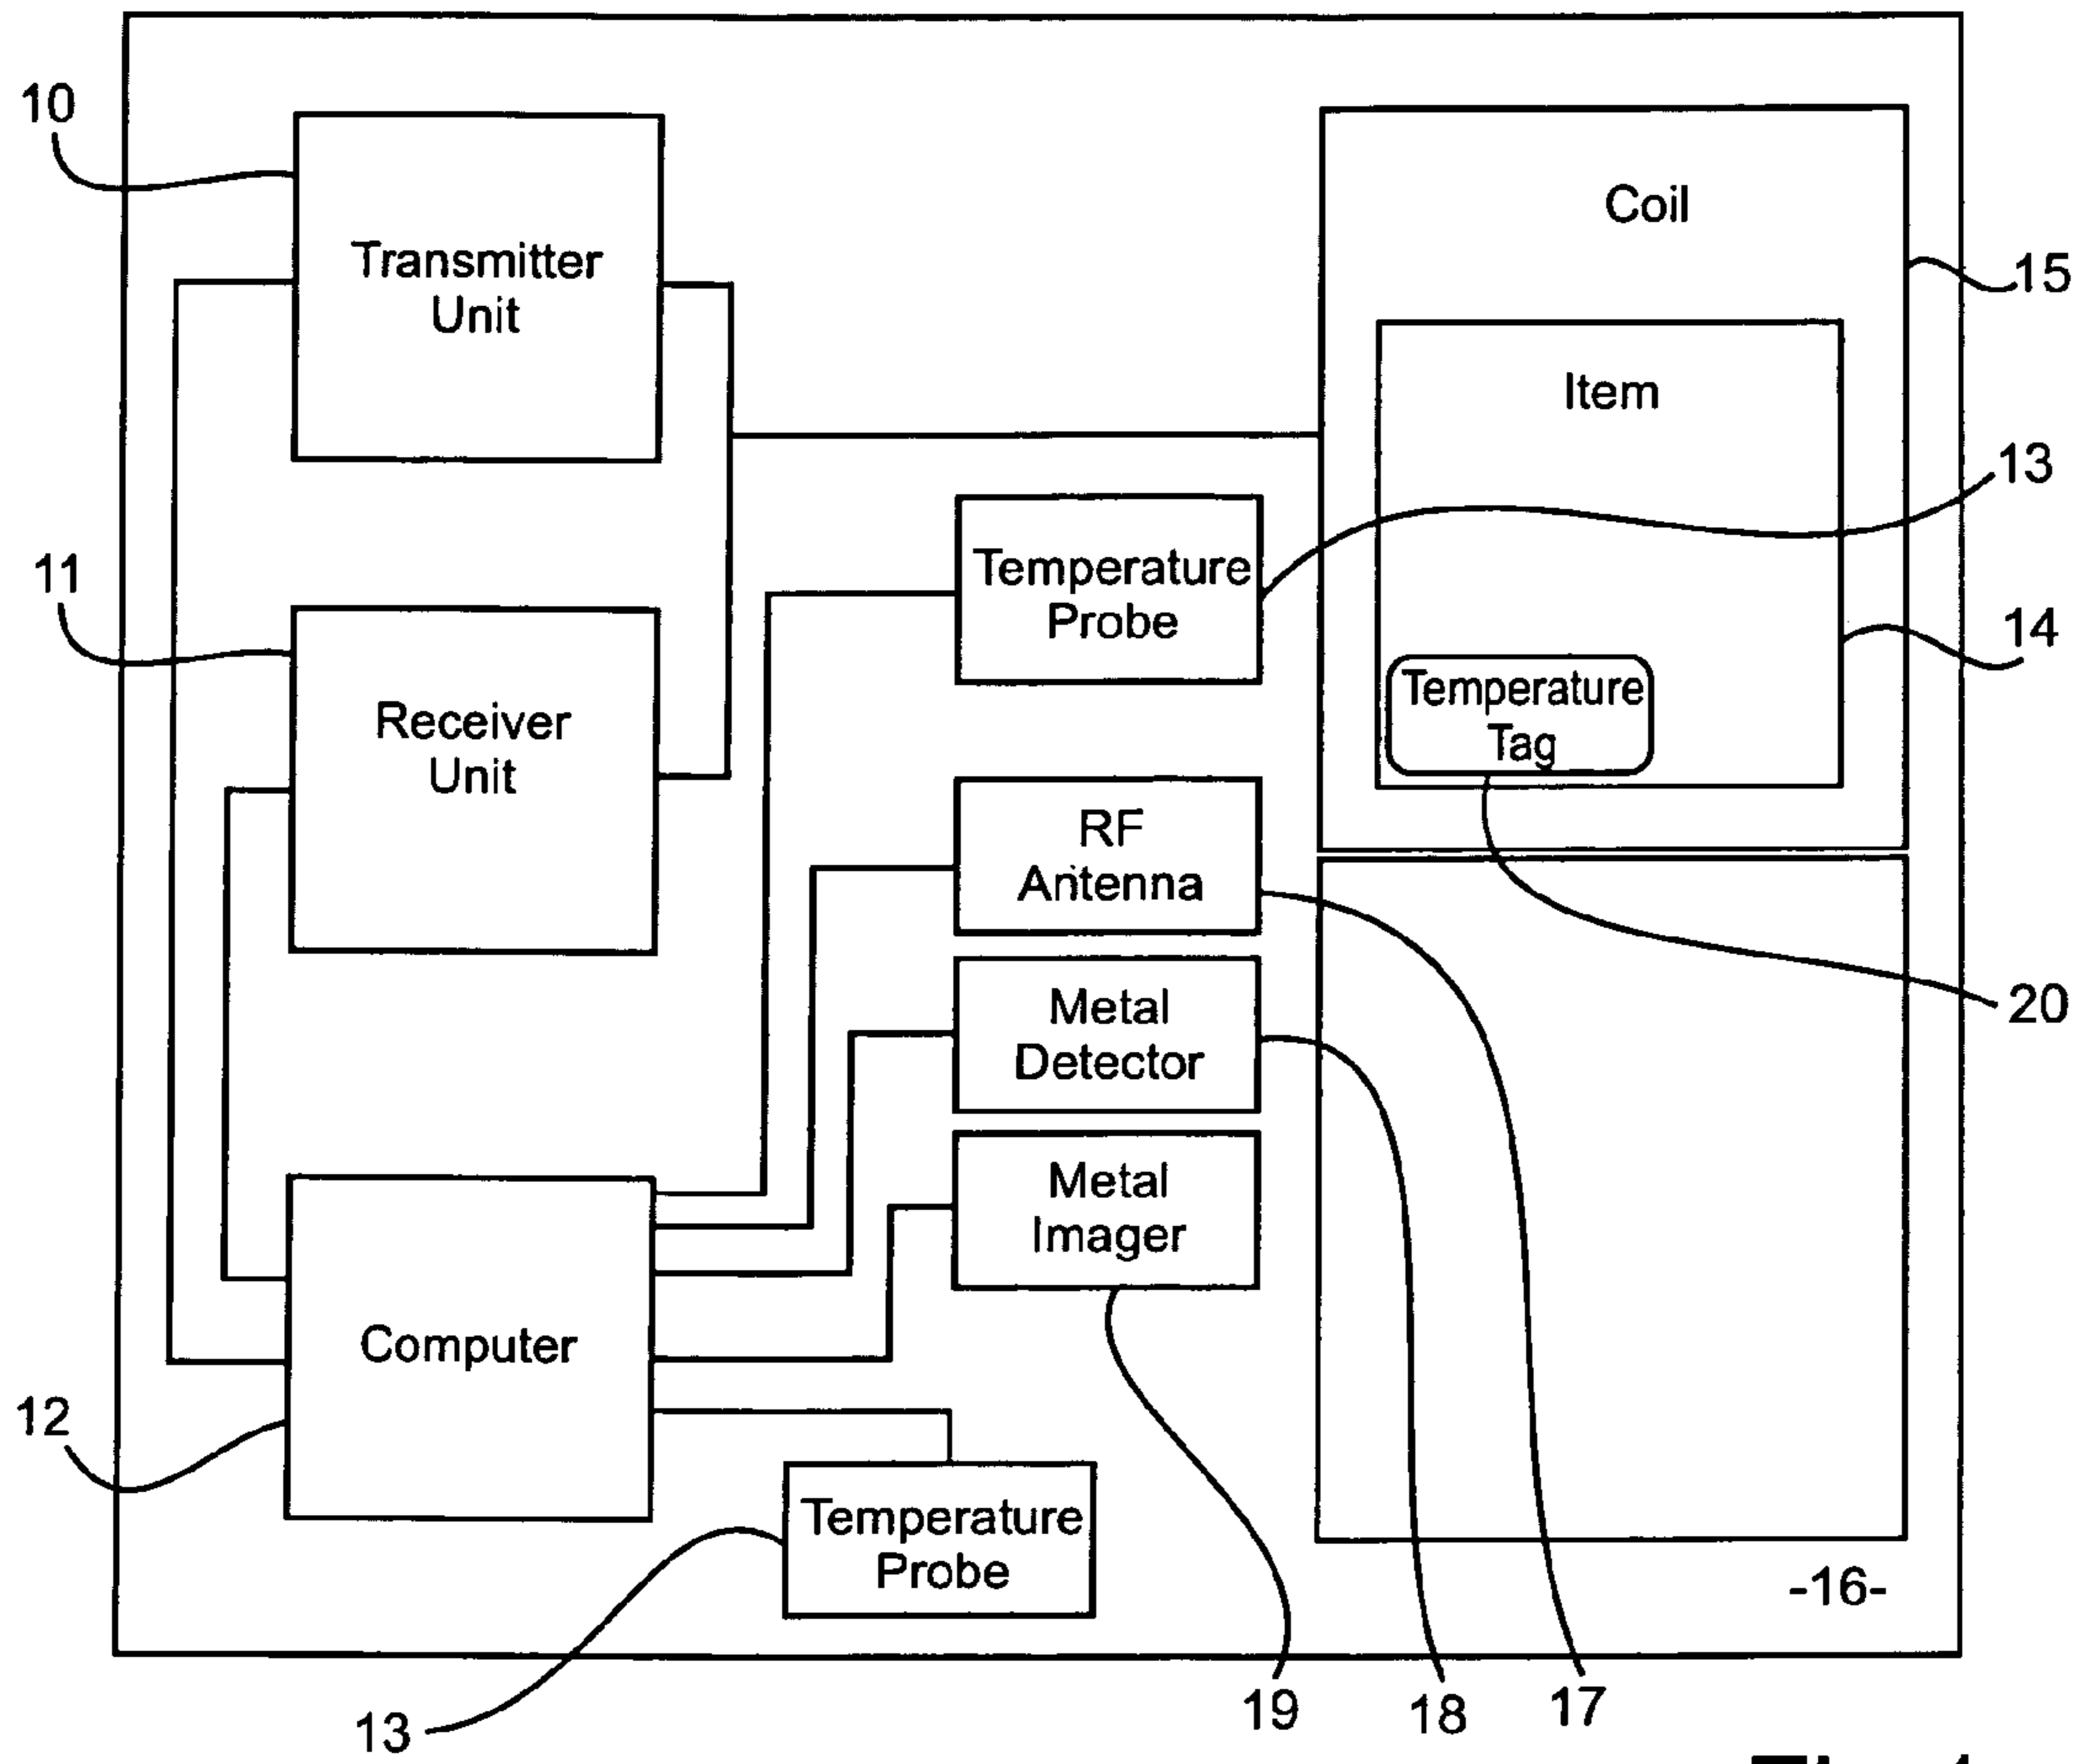 10
Transmitter
Unit
Coil
15
Item
13
11
Temperature
Probe
14
Receiver
Unit
Temperature
Tag
RF
Antenna
20
Metal
Detector
Metal
Imager
12
Computer
Temperature
Probe
-16-
13
19
18
17